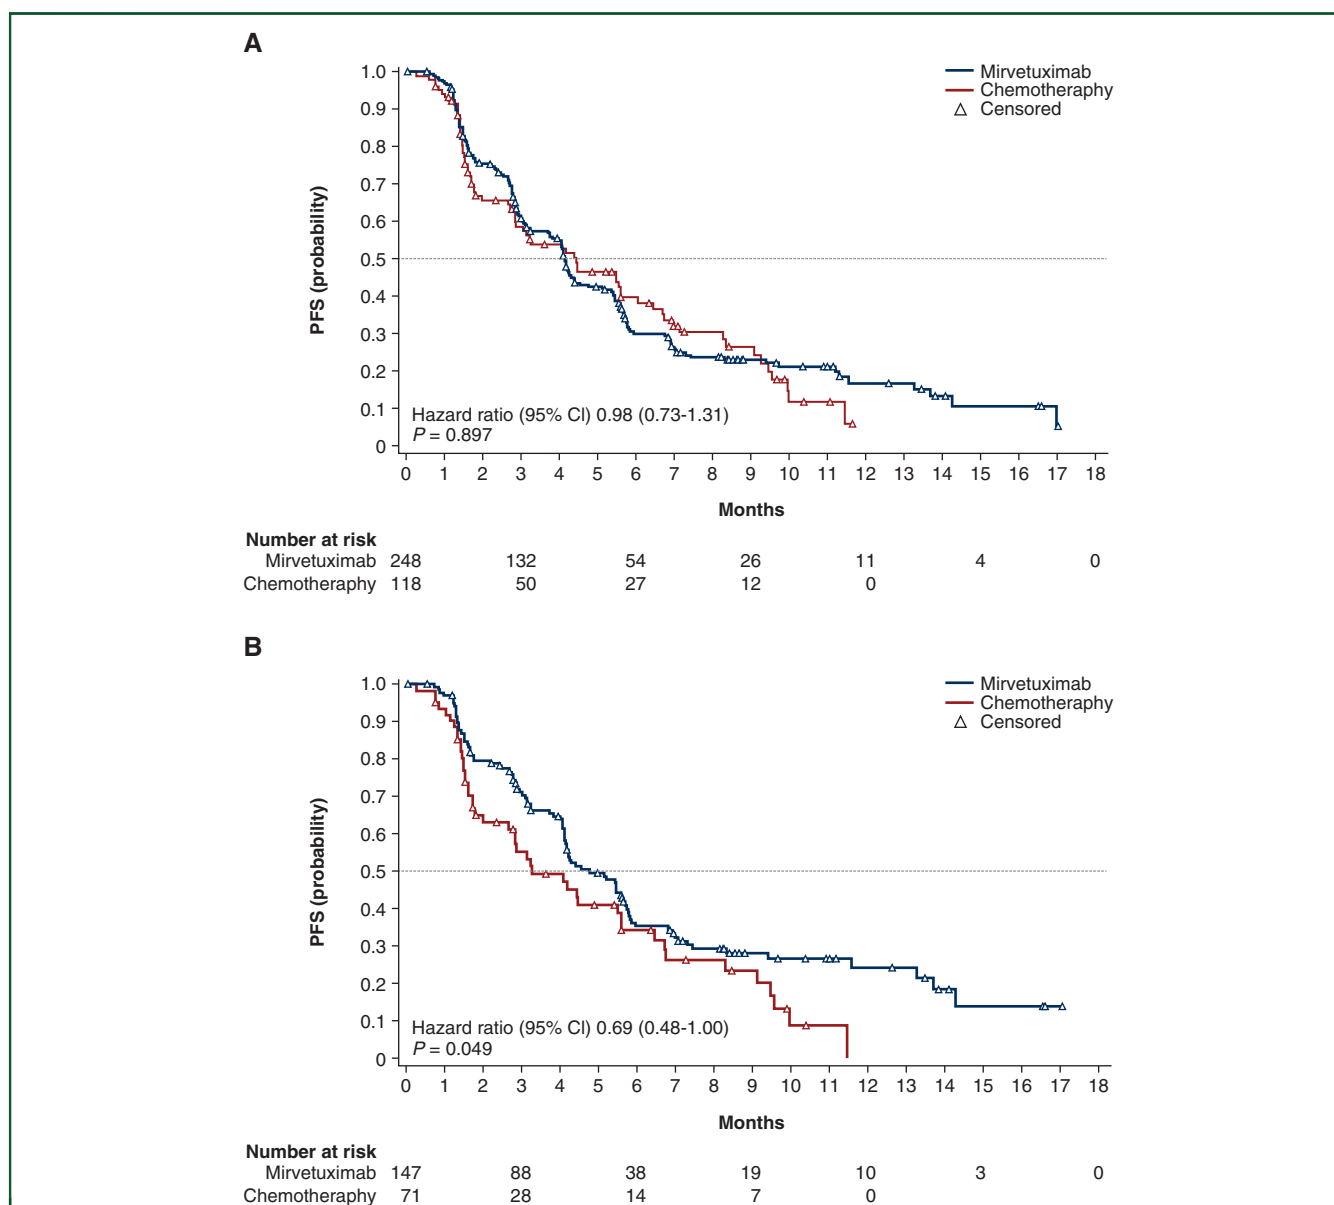 A
1.0
0.9
0.8
0.7
0.6
0.5
0.4
0.3
0.2
0.1
0
PFS (probability)
Mirvetuximab
Chemotheraphy
Censored
Hazard ratio (95% CI) 0.98 (0.73-1.31)
P = 0.897
0 1 2 3 4 5 6 7 8 9 10 11 12 13 14 15 16 17 18
Months
Number at risk
Mirvetuximab 248 132 54 26 11 4 0
Chemotheraphy 118 50 27 12 0
B
1.0
0.9
0.8
0.7
0.6
0.5
0.4
0.3
0.2
0.1
0
PFS (probability)
Mirvetuximab
Chemotheraphy
Censored
Hazard ratio (95% CI) 0.69 (0.48-1.00)
P = 0.049
0 1 2 3 4 5 6 7 8 9 10 11 12 13 14 15 16 17 18
Months
Number at risk
Mirvetuximab 147 88 38 19 10 3 0
Chemotheraphy 71 28 14 7 0